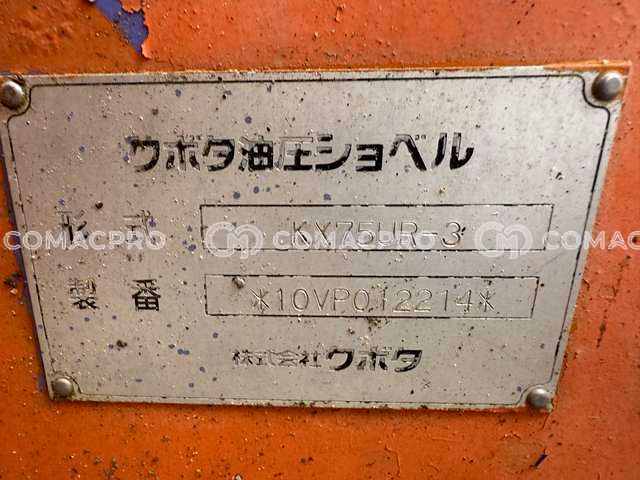 クボタ油圧ショベル
形式 KX75UR-3
COMACPRO COMACPRO COMACPRO
製番 *10VP012214*
株式会社クボタ